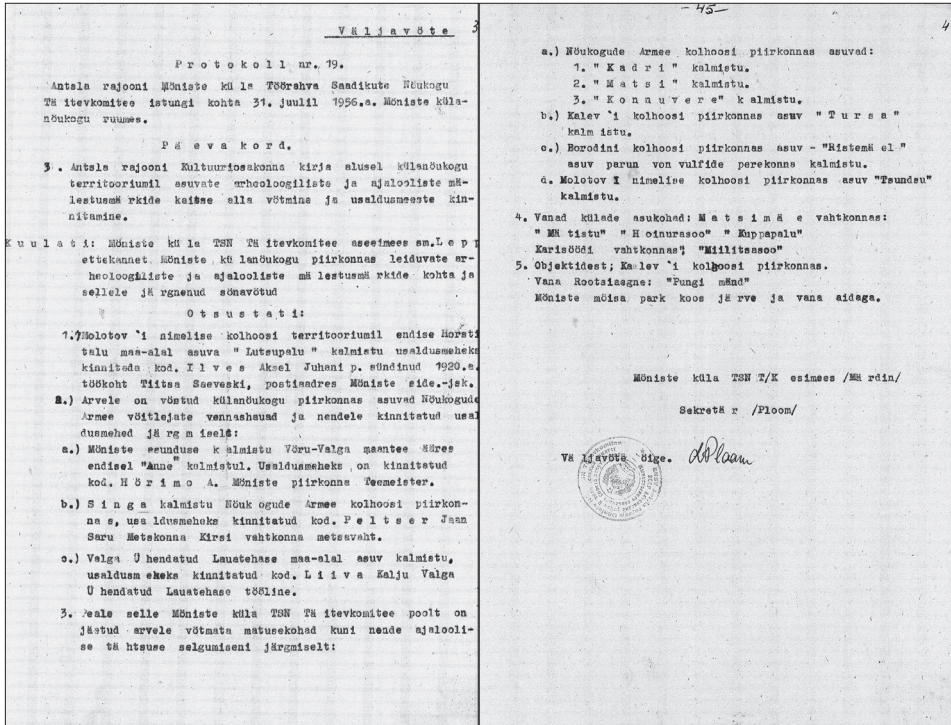 Väljavõte 3
Protokoll nr. 19.
Antsla rajooni Mõniste küla Töörahva Saadikute Nõukogu
Täitevkomitee istungi kohta 31. juulil 1956.a. Mõniste küla-
nõukogu ruumes.
Päevakord.
3. Antsla rajooni Kultuuriosakonna kirja alusel külanõukogu
territooriumil asuvate arheoloogiliste ja ajalooliste mä-
lestusmärkide kaitse alla võtmine ja usaldusmeeste kin-
nitamine.
Kuulati: Mõniste küla TSN Täitevkomitee aseeimees sm. Lepp
ettekannet Mõniste külanõukogu piirkonnas leiduvate ar-
heoloogiliste ja ajalooliste mälestusmärkide kohta ja
sellele järgnenud sõnavõtud
Otsustati:
1.) Molotov`i nimelise kolhoosi territooriumil endise Horsti
talu maa-alal asuva "Lutsupalu" kalmistu usaldusmeheks
kinnitada kod. Ilves Aksel Juhani p. sündinud 1920.a.
töökoht Tiitsa Saeveski, postiaadres Mõniste side.-jsk.
2.) Arvele on võetud külanõukogu piirkonnas asuvad Nõukogude
Armee võitlejate vennashauad ja nendele kinnitatud usal
dusmehed järgmiselt:
a.) Mõniste asunduse kalmistu Võru-Valga maantee ääres
endisel "Anne" kalmistul. Usaldusmeheks on kinnitatud
kod. Hõrimo A. Mõniste piirkonna Teemeister.
b.) Singa kalmistu Nõukogude Armee kolhoosi piirkon-
nas, usaldusmeheks kinnitatud kod. Peltser Jaan
Saru Metskonna Kirsi vahtkonna metsavaht.
c.) Valga Ühendatud Lauatehase maa-alal asuv kalmistu,
usaldusmeheks kinnitatud kod. Liiva Kalju Valga
Ühendatud Lauatehase tööline.
3. Peale selle Mõniste küla TSN Täitevkomitee poolt on
jäetud arvele võtmata matusekohad kuni nende ajalooli-
se tähtsuse selgumiseni järgmiselt:
-45-
4
a.) Nõukogude Armee kolhoosi piirkonnas asuvad:
1. "Kadri" kalmistu.
2. "Matsi" kalmistu.
3. "Konnuvere" kalmistu.
b.) Kalev`i kolhoosi piirkonnas asuv "Tursa"
kalmistu.
c.) Borodini kolhoosi piirkonnas asuv - "Ristemäel"
asuv parun von vulfide perekonna kalmistu.
d. Molotov I nimelise kolhoosi piirkonnas asuv "Tsundsu"
kalmistu.
4. Vanad külade asukohad: Matsimäe vahtkonnas:
"Mätistu" "Hoinurasoo" "Kuppapalu"
Karisöödi vahtkonnas; "Miilitsasoo"
5. Objektidest; Kalev`i kolhoosi piirkonnas.
Vana Rootsiaegne: "Pungi mänd"
Mõniste mõisa park koos järve ja vana aidaga.
Mõniste küla TSN T/K esimees /Märdin/
Sekretär /Ploom/
Väljavõte õige. Ploom